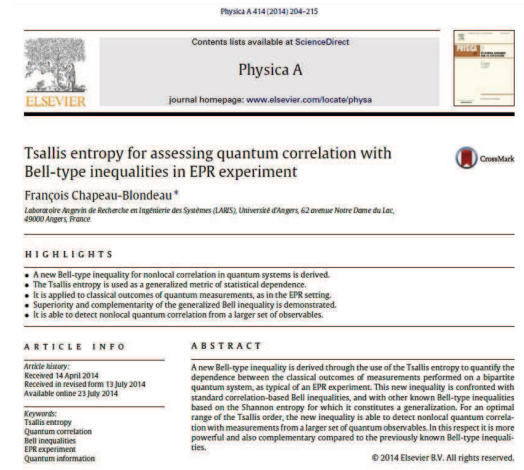 Physica A 414 (2014) 204–215
Contents lists available at ScienceDirect
Physica A
journal homepage: www.elsevier.com/locate/physa
ELSEVIER
PHYSICA
Tsallis entropy for assessing quantum correlation with
Bell-type inequalities in EPR experiment
CrossMark
François Chapeau-Blondeau*
Laboratoire Angevin de Recherche en Ingénierie des Systèmes (LARIS), Université d'Angers, 62 avenue Notre Dame du Lac,
49000 Angers, France
HIGHLIGHTS
• A new Bell-type inequality for nonlocal correlation in quantum systems is derived.
• The Tsallis entropy is used as a generalized metric of statistical dependence.
• It is applied to classical outcomes of quantum measurements, as in the EPR setting.
• Superiority and complementarity of the generalized Bell inequality is demonstrated.
• It is able to detect nonlocal quantum correlation from a larger set of observables.
ARTICLE INFO
Article history:
Received 14 April 2014
Received in revised form 13 July 2014
Available online 23 July 2014
Keywords:
Tsallis entropy
Quantum correlation
Bell inequalities
EPR experiment
Quantum information
ABSTRACT
A new Bell-type inequality is derived through the use of the Tsallis entropy to quantify the
dependence between the classical outcomes of measurements performed on a bipartite
quantum system, as typical of an EPR experiment. This new inequality is confronted with
standard correlation-based Bell inequalities, and with other known Bell-type inequalities
based on the Shannon entropy for which it constitutes a generalization. For an optimal
range of the Tsallis order, the new inequality is able to detect nonlocal quantum correla-
tion with measurements from a larger set of quantum observables. In this respect it is more
powerful and also complementary compared to the previously known Bell-type inequali-
ties.
© 2014 Elsevier B.V. All rights reserved.